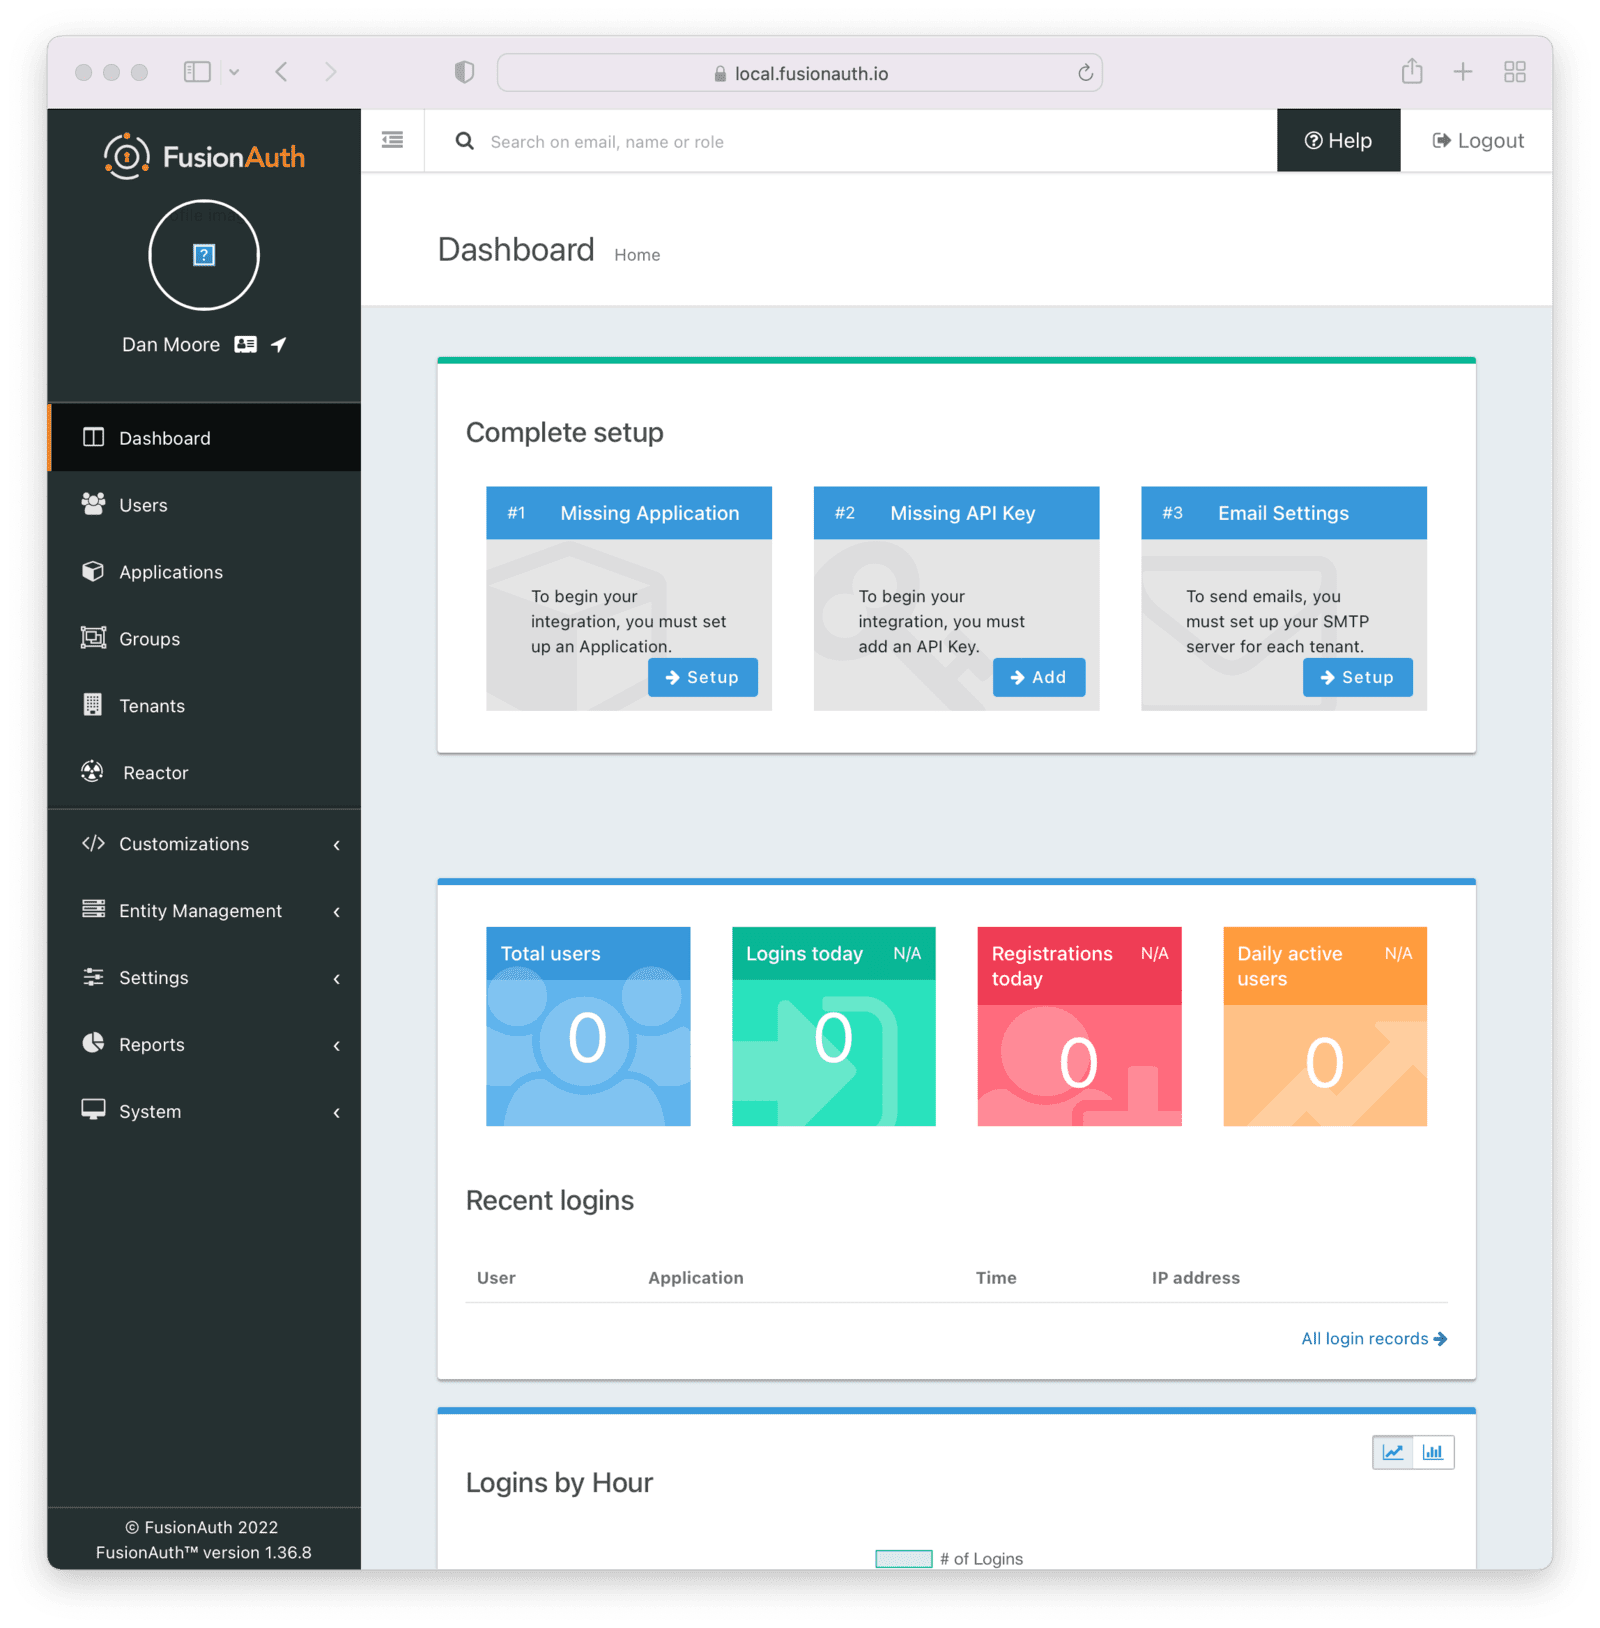 local.fusionauth.io
FusionAuth
Search on email, name or role
Help
Logout
Dan Moore
Dashboard
Users
Applications
Groups
Tenants
Reactor
Customizations
Entity Management
Settings
Reports
System
© FusionAuth 2022
FusionAuth™ version 1.36.8
Dashboard Home
Complete setup
#1 Missing Application
To begin your
integration, you must set
up an Application.
Setup
#2 Missing API Key
To begin your
integration, you must
add an API Key.
Add
#3 Email Settings
To send emails, you
must set up your SMTP
server for each tenant.
Setup
Total users
0
Logins today N/A
0
Registrations N/A
today
0
Daily active N/A
users
0
Recent logins
User Application Time IP address
All login records
Logins by Hour
# of Logins